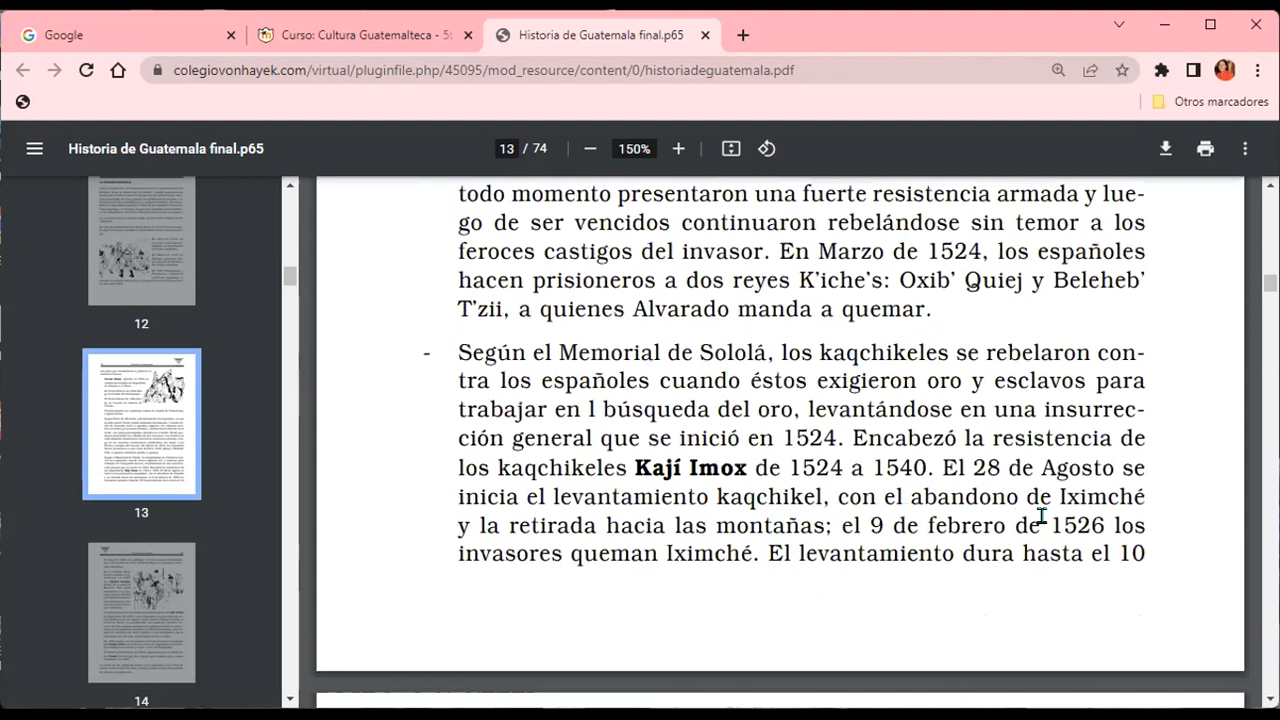 Google
Curso: Cultura Guatemalteca - 5t
Historia de Guatemala final.p65
colegiovonhayek.com/virtual/pluginfile.php/45095/mod_resource/content/0/historiadeguatemala.pdf
Otros marcadores
Historia de Guatemala final.p65
13 / 74
150%
12
13
14
todo momento presentaron una fuerte resistencia armada y lue-
go de ser vencidos continuaron rebelándose sin temor a los
feroces castigos del invasor. En Marzo de 1524, los españoles
hacen prisioneros a dos reyes K'iche's: Oxib' Quiej y Beleheb'
T'zii, a quienes Alvarado manda a quemar.
- Según el Memorial de Sololá, los kaqchikeles se rebelaron con-
tra los españoles cuando éstos exigieron oro y esclavos para
trabajar en l búsqueda del oro, levantándose en una insurrec-
ción general que se inició en 1524. Encabezó la resistencia de
los kaqchikeles Kají Imox de 1524 a 1540. El 28 de Agosto se
inicia el levantamiento kaqchikel, con el abandono de Iximché
y la retirada hacia las montañas; el 9 de febrero de 1526 los
invasores queman Iximché. El levantamiento dura hasta el 10